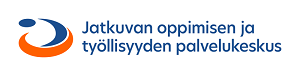 Jatkuvan oppimisen ja
työllisyyden palvelukeskus